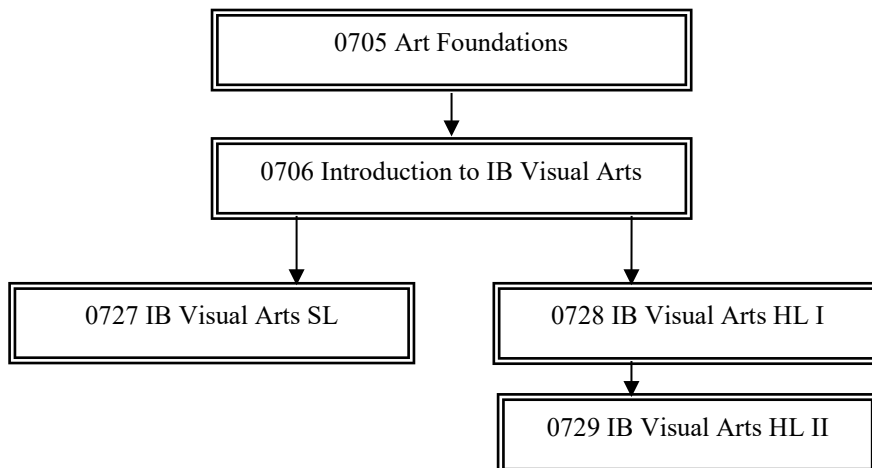 0705 Art Foundations
0706 Introduction to IB Visual Arts
0727 IB Visual Arts SL
0728 IB Visual Arts HL I
0729 IB Visual Arts HL II